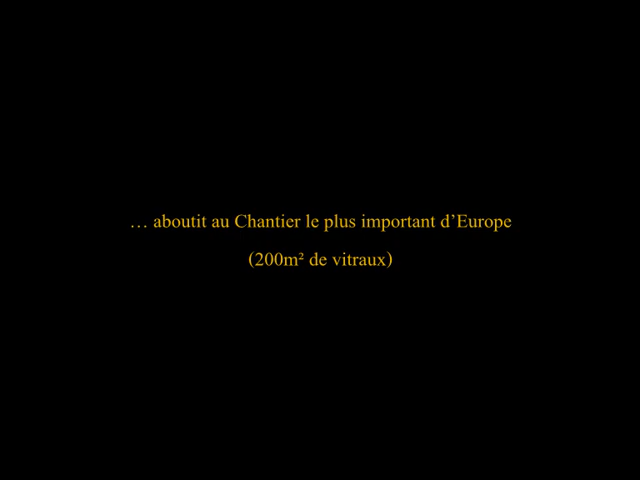 … aboutit au Chantier le plus important d’Europe
(200m² de vitraux)